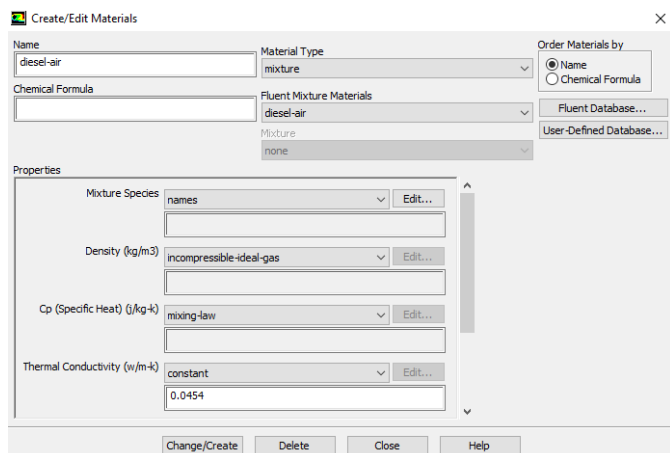 Create/Edit Materials
Name
diesel-air
Material Type
mixture
Order Materials by
Name
Chemical Formula
Chemical Formula
Fluent Mixture Materials
diesel-air
Fluent Database...
Mixture
none
User-Defined Database...
Properties
Mixture Species names Edit...
Density (kg/m3) incompressible-ideal-gas Edit...
Cp (Specific Heat) (j/kg-k) mixing-law Edit...
Thermal Conductivity (w/m-k) constant Edit...
0.0454
Change/Create Delete Close Help